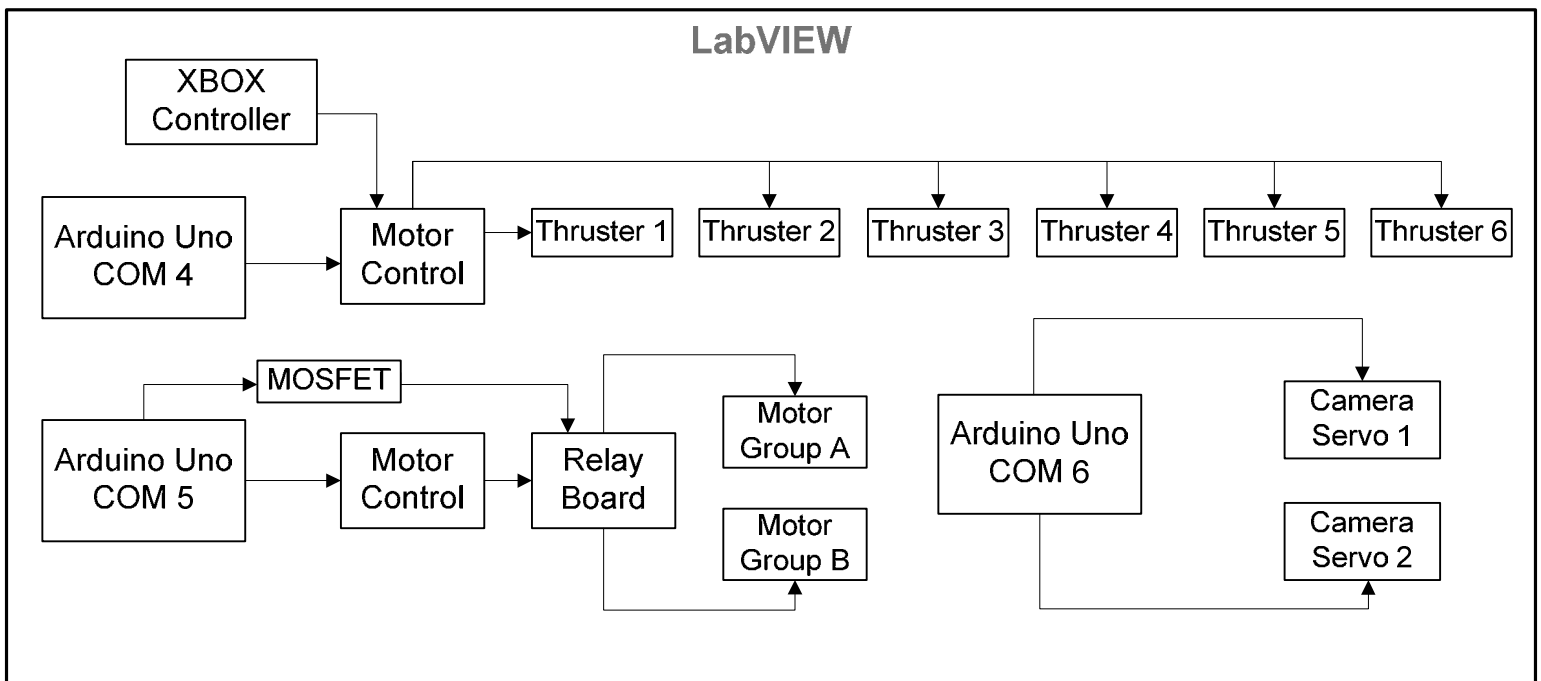 LabVIEW
XBOX
Controller
Arduino Uno
COM 4
Motor
Control
Thruster 1
Thruster 2
Thruster 3
Thruster 4
Thruster 5
Thruster 6
MOSFET
Arduino Uno
COM 5
Motor
Control
Relay
Board
Motor
Group A
Motor
Group B
Arduino Uno
COM 6
Camera
Servo 1
Camera
Servo 2